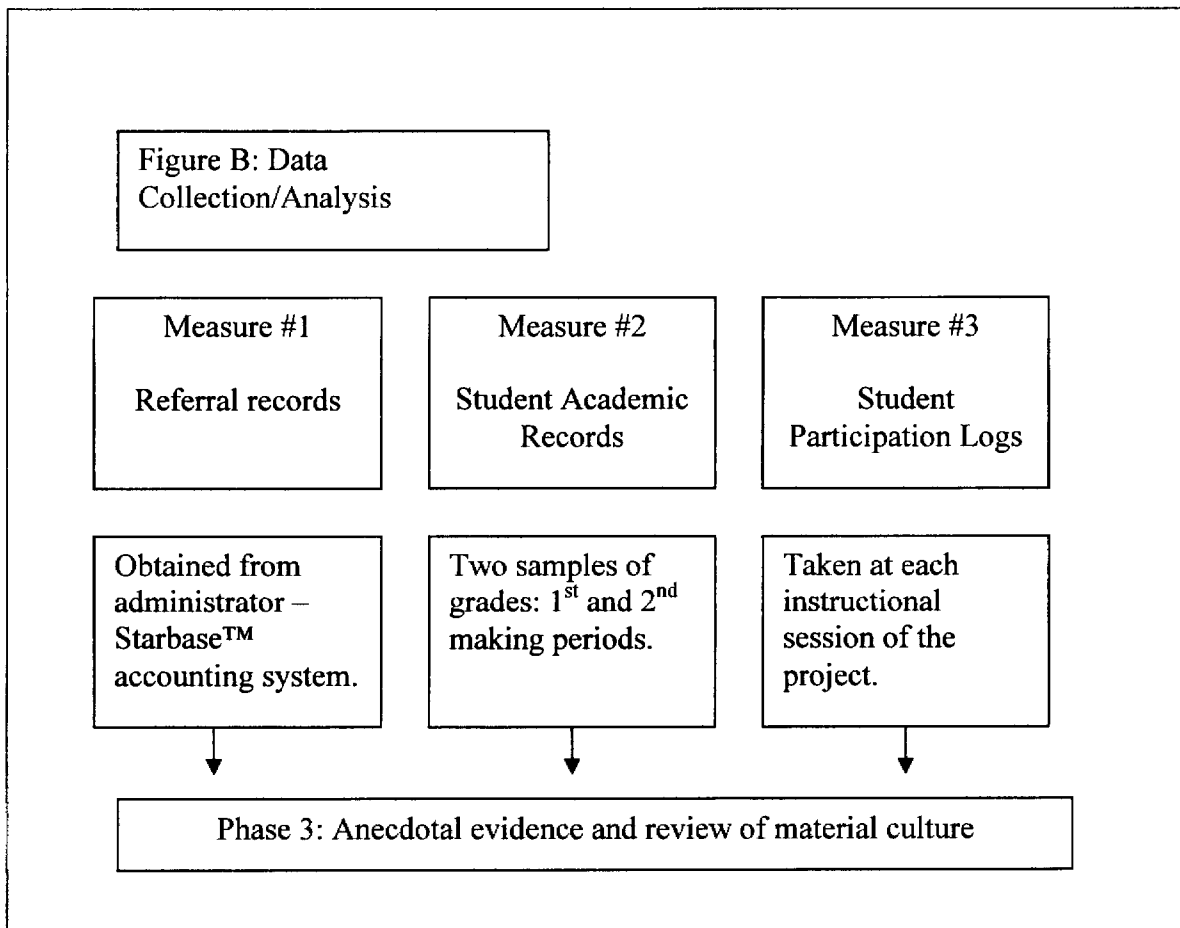 Figure B: Data
Collection/Analysis
Measure #1
Referral records
Measure #2
Student Academic
Records
Measure #3
Student
Participation Logs
Obtained from
administrator –
Starbase™
accounting system.
Two samples of
grades: 1st and 2nd
making periods.
Taken at each
instructional
session of the
project.
Phase 3: Anecdotal evidence and review of material culture